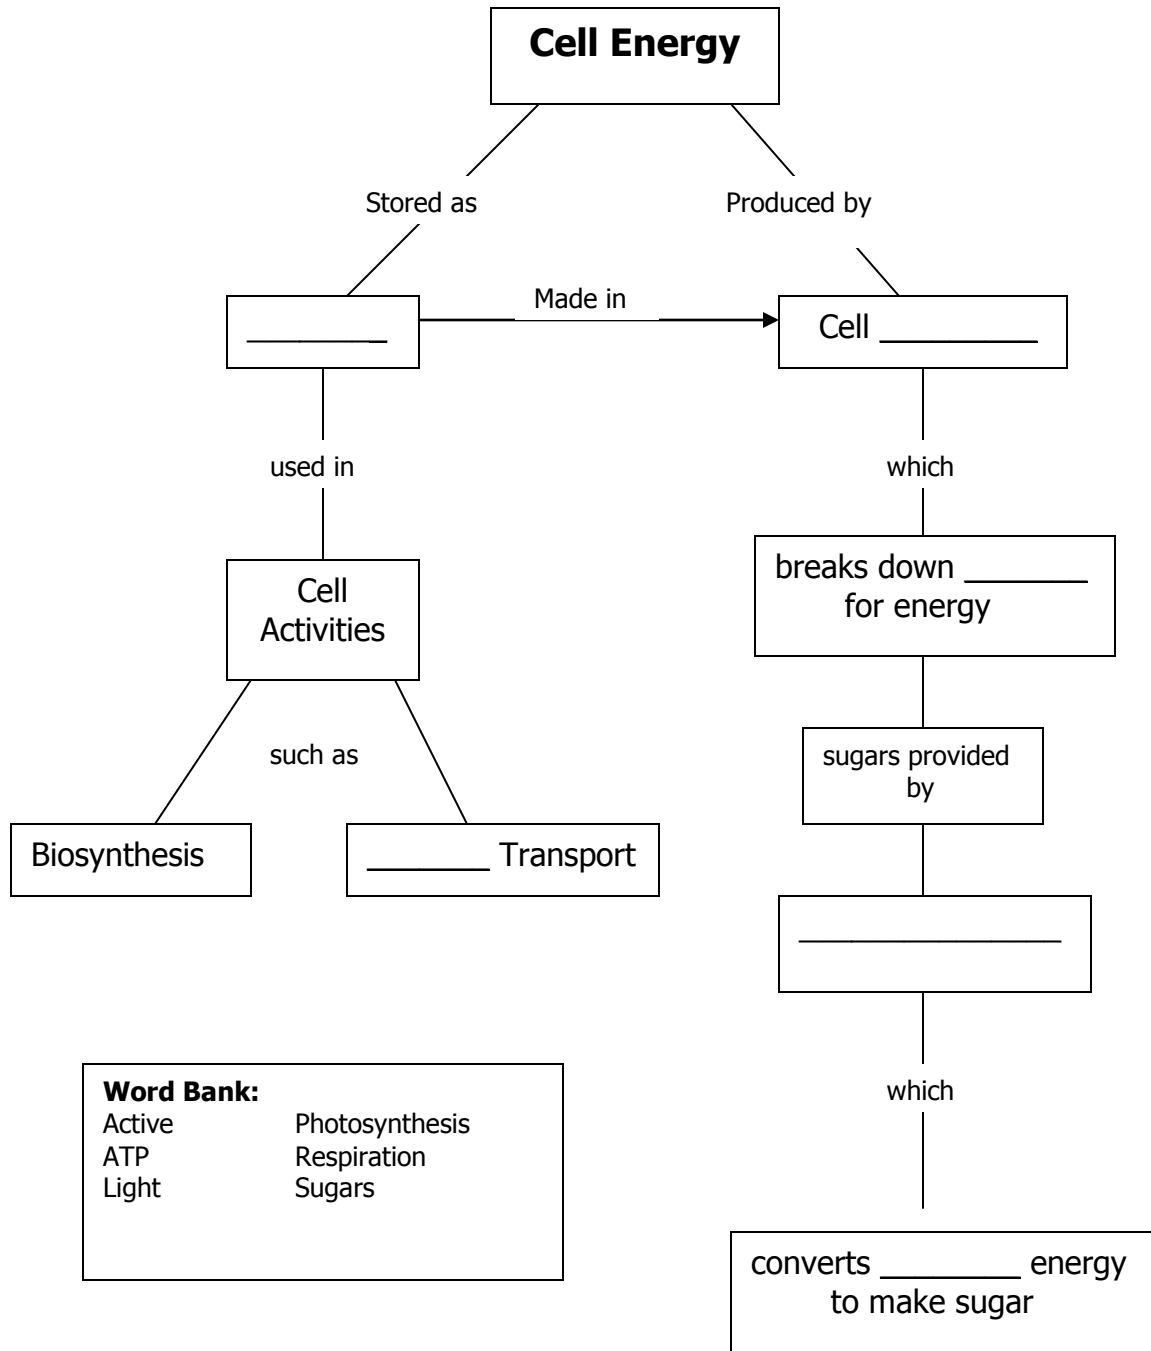 Cell Energy
Stored as
Produced by
Made in
________
Cell _________
used in
which
Cell
Activities
breaks down _______
for energy
such as
sugars provided
by
Biosynthesis
_______ Transport
_______________
Word Bank:
Active Photosynthesis
ATP Respiration
Light Sugars
which
converts ________ energy
to make sugar